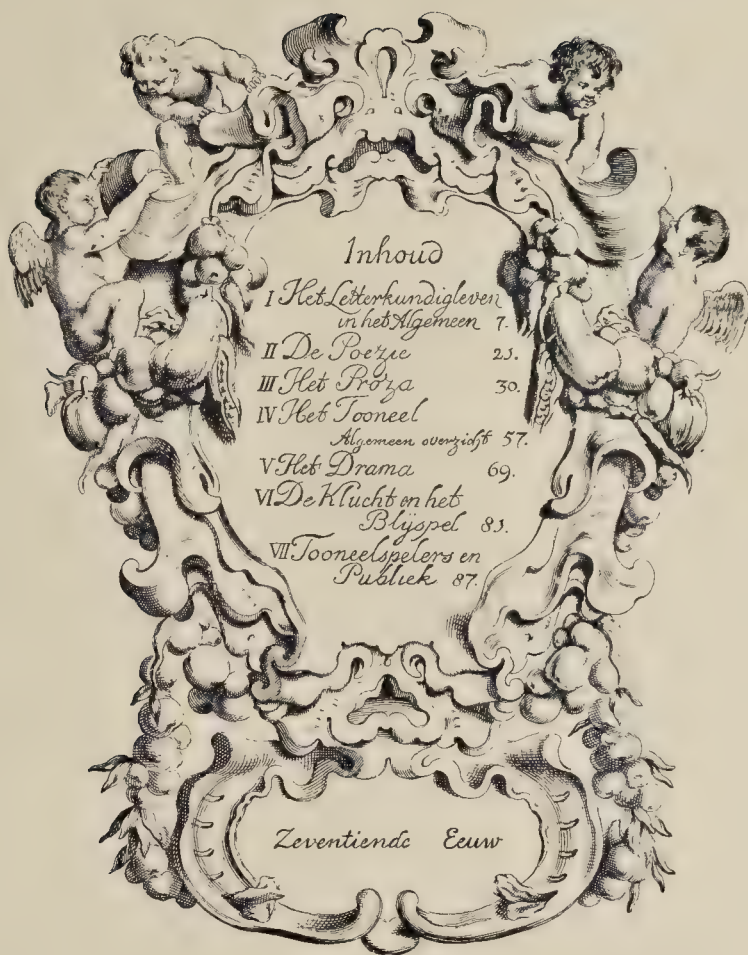 Inhoud
I Het Letterkundigleven
in het Algemeen 7.
II De Poezie 25.
III Het Proza 30.
IV Het Tooneel
Algemeen overzicht 57.
V Het Drama 69.
VI De Klucht en het
Blijspel 83.
VII Tooneelspelers en
Publiek 87.
Zeventiende Eeuw